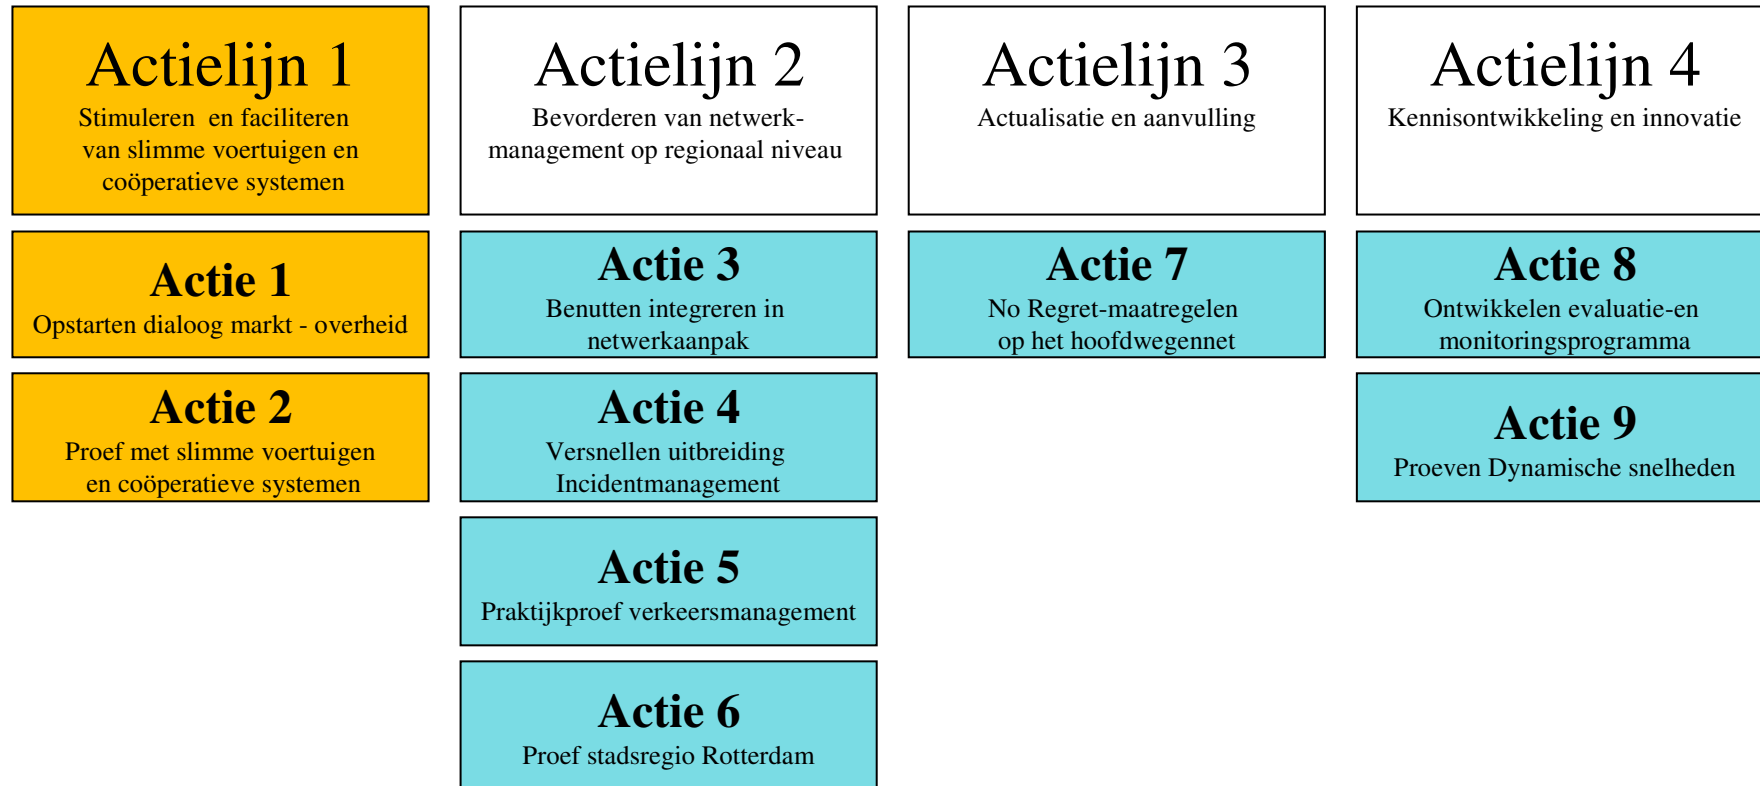 Actielijn 1
Stimuleren en faciliteren
van slimme voertuigen en
coöperatieve systemen
Actie 1
Opstarten dialoog markt - overheid
Actie 2
Proef met slimme voertuigen
en coöperatieve systemen
Actielijn 2
Bevorderen van netwerk-
management op regionaal niveau
Actie 3
Benutten integreren in
netwerkaanpak
Actie 4
Versnellen uitbreiding
Incidentmanagement
Actie 5
Praktijkproef verkeersmanagement
Actie 6
Proef stadsregio Rotterdam
Actielijn 3
Actualisatie en aanvulling
Actie 7
No Regret-maatregelen
op het hoofdwegennet
Actielijn 4
Kennisontwikkeling en innovatie
Actie 8
Ontwikkelen evaluatie-en
monitoringsprogramma
Actie 9
Proeven Dynamische snelheden